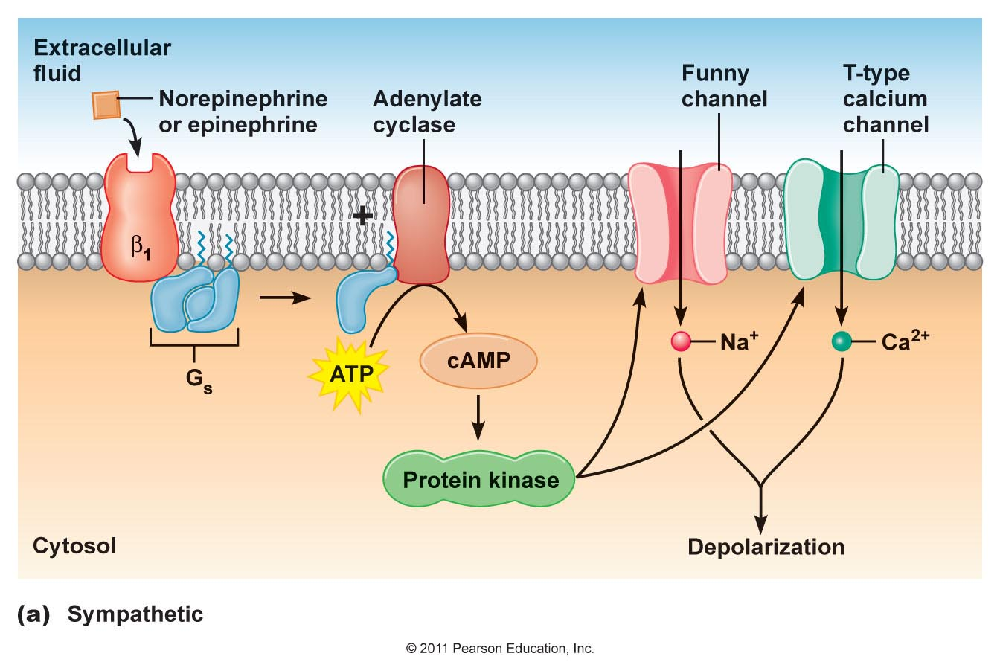 Extracellular
fluid
Norepinephrine
or epinephrine
Adenylate
cyclase
Funny
channel
T-type
calcium
channel
β₁
+
Gₛ
ATP
cAMP
Na⁺
Ca²⁺
Protein kinase
Cytosol
Depolarization
(a) Sympathetic
© 2011 Pearson Education, Inc.